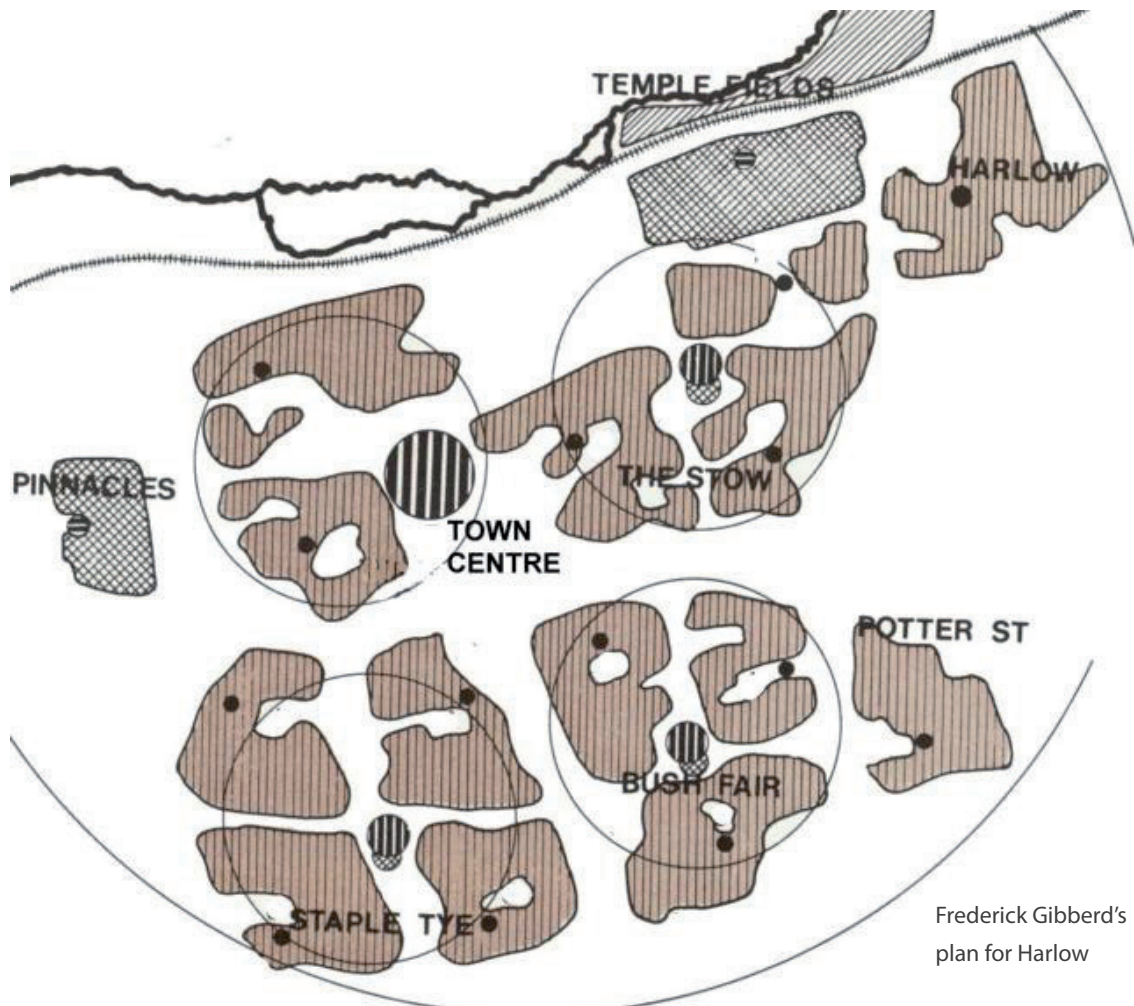 TEMPLE FIELDS
HARLOW
PINNACLES
THE STOW
TOWN
CENTRE
POTTER ST
BUSH FAIR
STAPLE TYE
Frederick Gibberd's
plan for Harlow